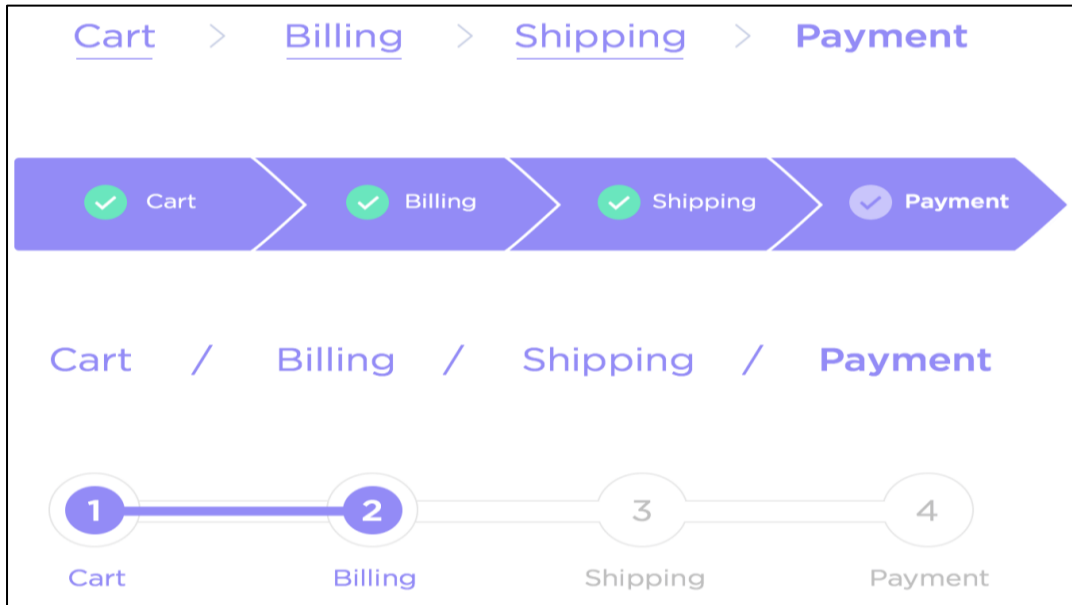 Cart > Billing > Shipping > Payment
Cart Billing Shipping Payment
Cart / Billing / Shipping / Payment
1 2 3 4
Cart Billing Shipping Payment